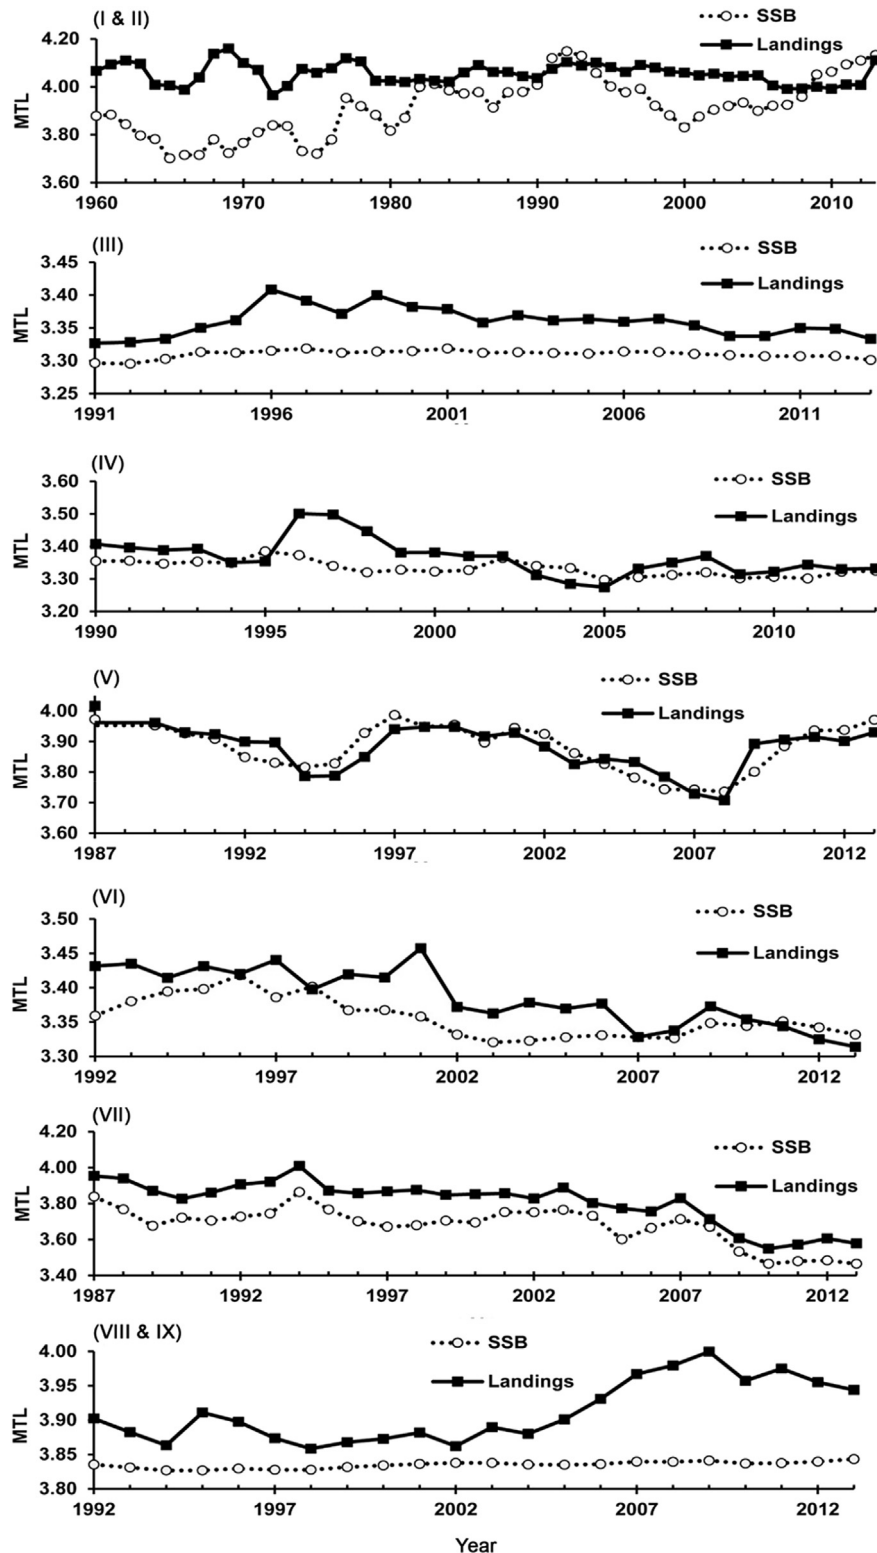 (I & II)
SSB
Landings
4.20
4.00
3.80
3.60
MTL
1960 1970 1980 1990 2000 2010
(III)
SSB
Landings
3.45
3.40
3.35
3.30
3.25
MTL
1991 1996 2001 2006 2011
(IV)
SSB
Landings
3.60
3.50
3.40
3.30
3.20
MTL
1990 1995 2000 2005 2010
(V)
SSB
Landings
4.00
3.90
3.80
3.70
3.60
MTL
1987 1992 1997 2002 2007 2012
(VI)
SSB
Landings
3.50
3.45
3.40
3.35
3.30
MTL
1992 1997 2002 2007 2012
(VII)
SSB
Landings
4.20
4.00
3.80
3.60
3.40
MTL
1987 1992 1997 2002 2007 2012
(VIII & IX)
SSB
Landings
4.00
3.95
3.90
3.85
3.80
MTL
1992 1997 2002 2007 2012
Year